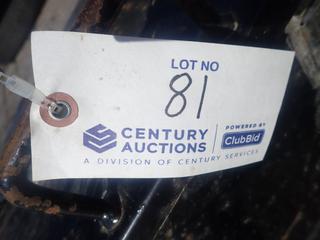 LOT NO
81
CENTURY
AUCTIONS
POWERED BY
ClubBid
A DIVISION OF CENTURY SERVICES